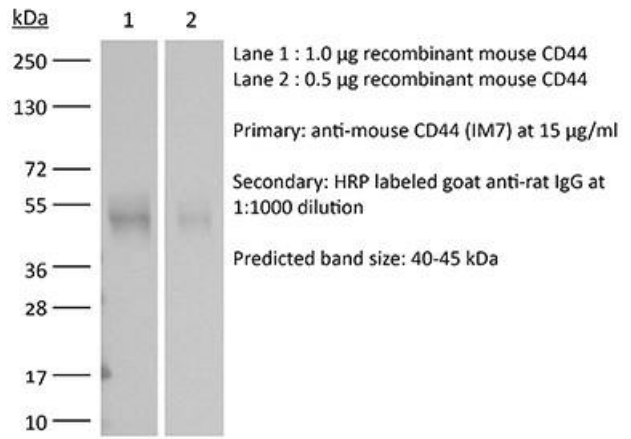 kDa
1 2
250
130
72
55
36
28
17
10
Lane 1 : 1.0 µg recombinant mouse CD44
Lane 2 : 0.5 µg recombinant mouse CD44
Primary: anti-mouse CD44 (IM7) at 15 µg/ml
Secondary: HRP labeled goat anti-rat IgG at
1:1000 dilution
Predicted band size: 40-45 kDa